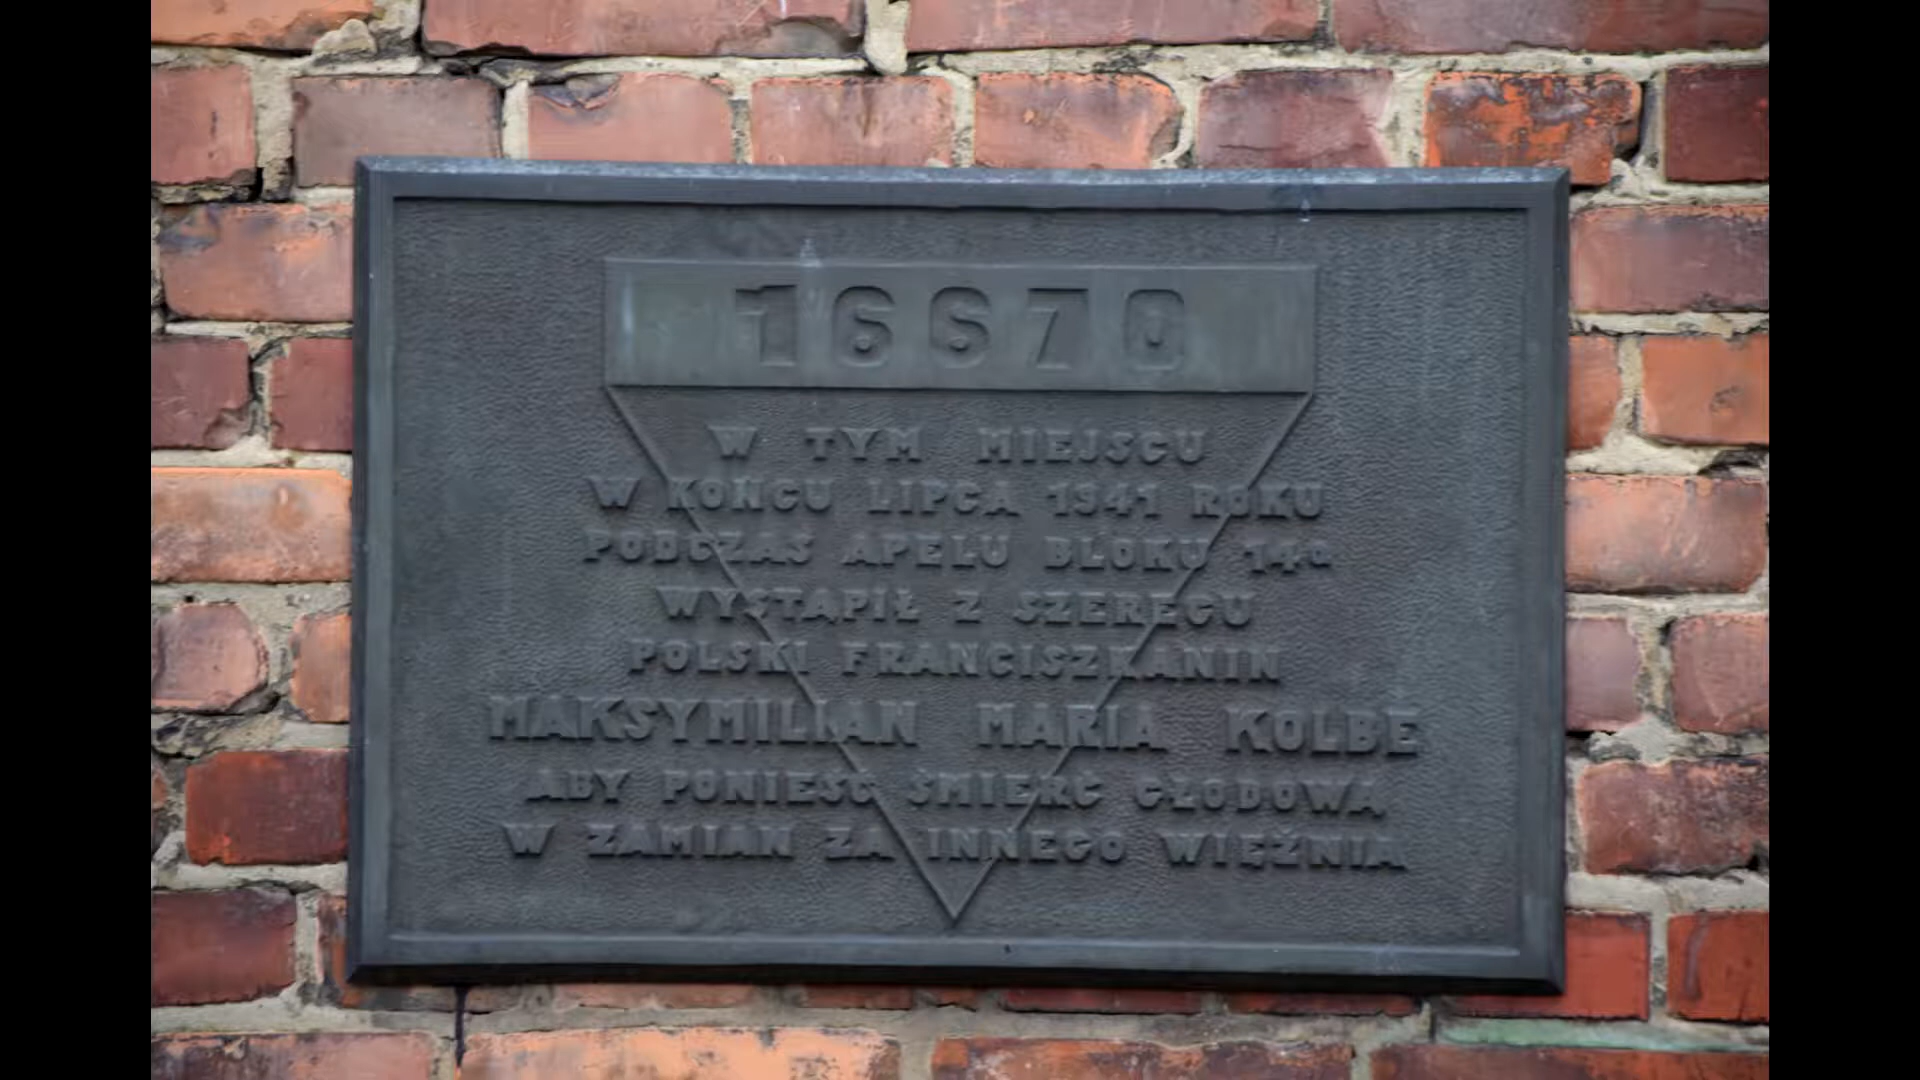 16670
W TYM MIEJSCU
W KOŃCU LIPCA 1941 ROKU
PODCZAS APELU BLOKU 14a
WYSTĄPIŁ Z SZEREGU
POLSKI FRANCISZKANIN
MAKSYMILIAN MARIA KOLBE
ABY PONIEŚĆ ŚMIERĆ GŁODOWĄ
W ZAMIAN ZA INNEGO WIĘŹNIA